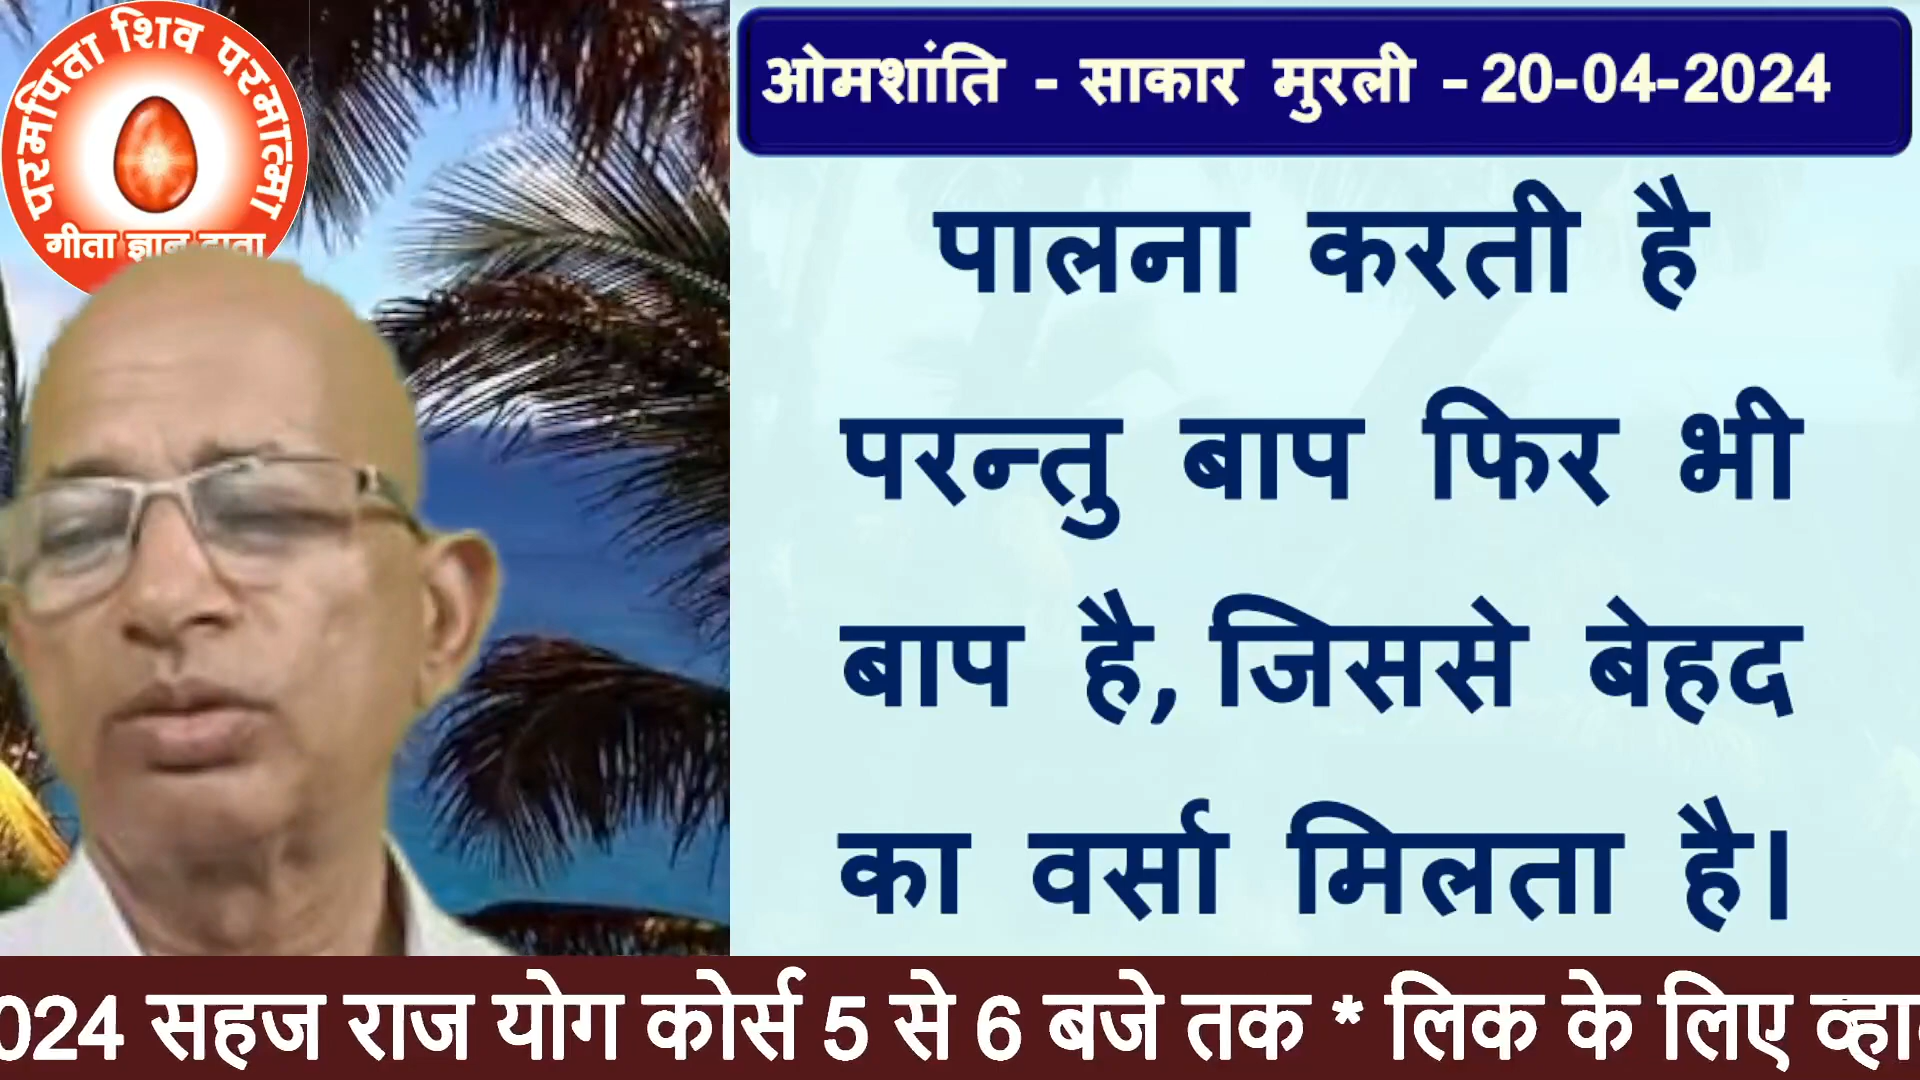 परमपिता शिव परमात्मा
गीता ज्ञान दाता
ओमशांति - साकार मुरली - 20-04-2024
पालना करती है
परन्तु बाप फिर भी
बाप है, जिससे बेहद
का वर्सा मिलता है।
024 सहज राज योग कोर्स 5 से 6 बजे तक * लिक के लिए